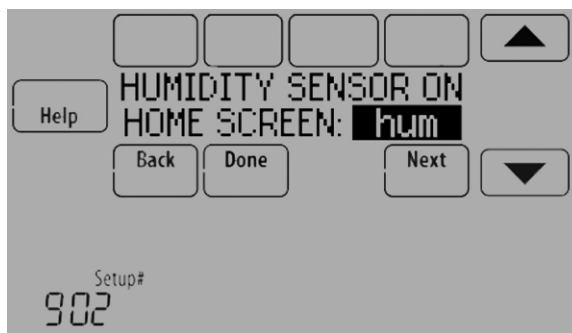 HUMIDITY SENSOR ON
Help
HOME SCREEN: hum
Back Done Next
Setup#
902